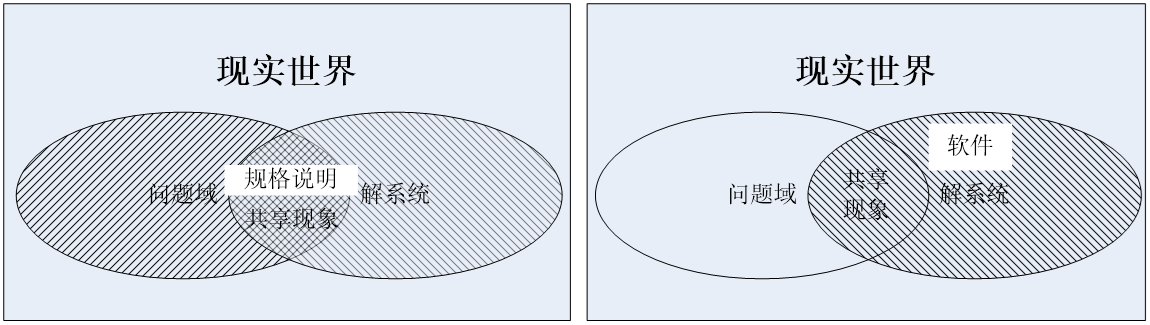 现实世界
规格说明
问题域
解系统
共享现象
现实世界
软件
问题域
共享
现象
解系统